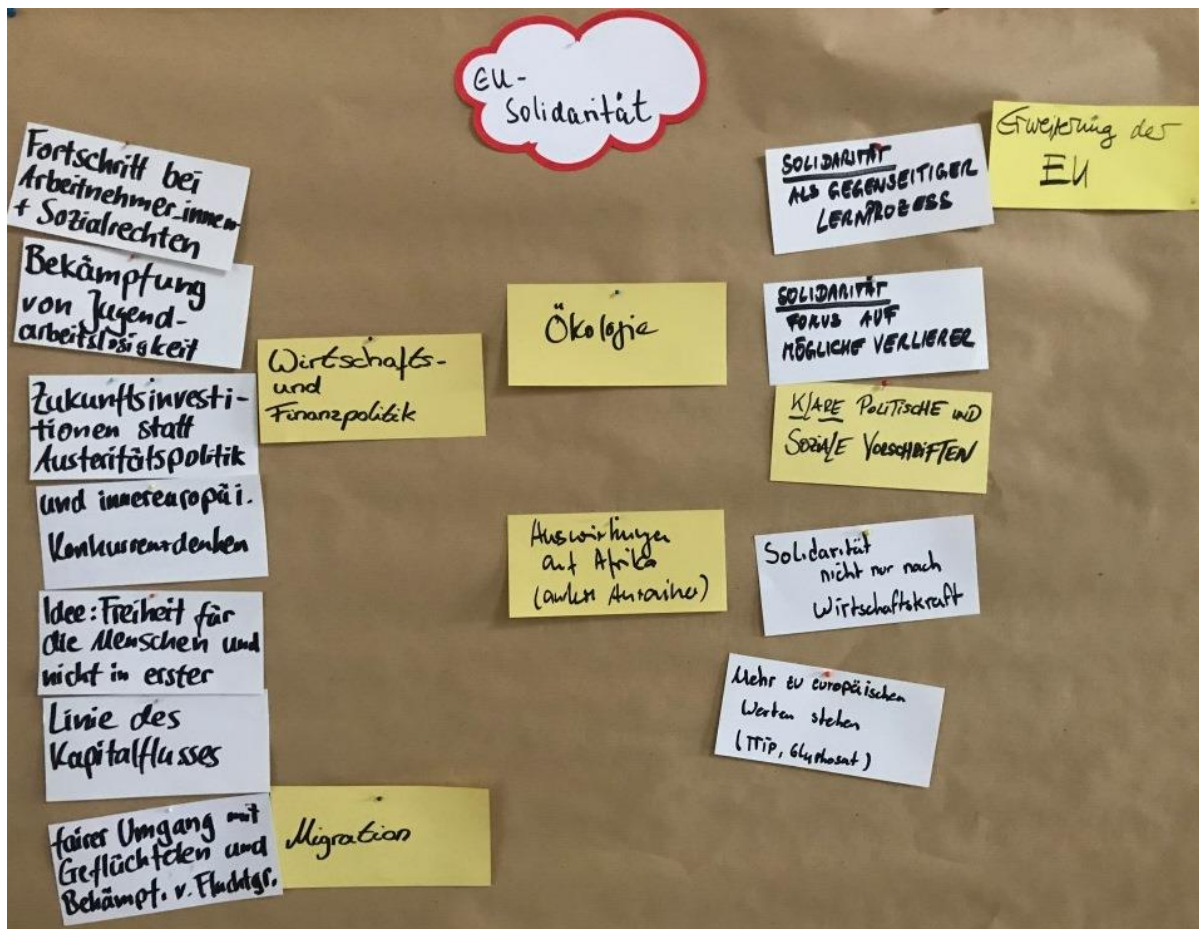 EU-
Solidarität
Fortschritt bei
Arbeitnehmer_innen
+ Sozialrechten
Bekämpfung
von Jugend-
arbeitslosigkeit
Zukunftsinvesti-
tionen statt
Austeritätspolitik
und innereuropäi.
Konkurrenzdenken
Idee: Freiheit für
die Menschen und
nicht in erster
Linie des
Kapitalflusses
fairer Umgang mit
Geflüchteten und
Bekämpf. v. Fluchtgr.
Wirtschafts-
und
Finanzpolitik
Migration
Ökologie
Auswirkungen
auf Afrika
SOLIDARITÄT
ALS GEGENSEITIGER
LERNPROZESS
Erweiterung der
EU
SOLIDARITÄT
FOKUS AUF
MÖGLICHE VERLIERER
KLARE POLITISCHE UND
SOZIALE VORSCHRIFTEN
Solidarität
nicht nur nach
Wirtschaftskraft
Mehr zu europäischen
Werten stehen
(TTIP, Glyphosat)